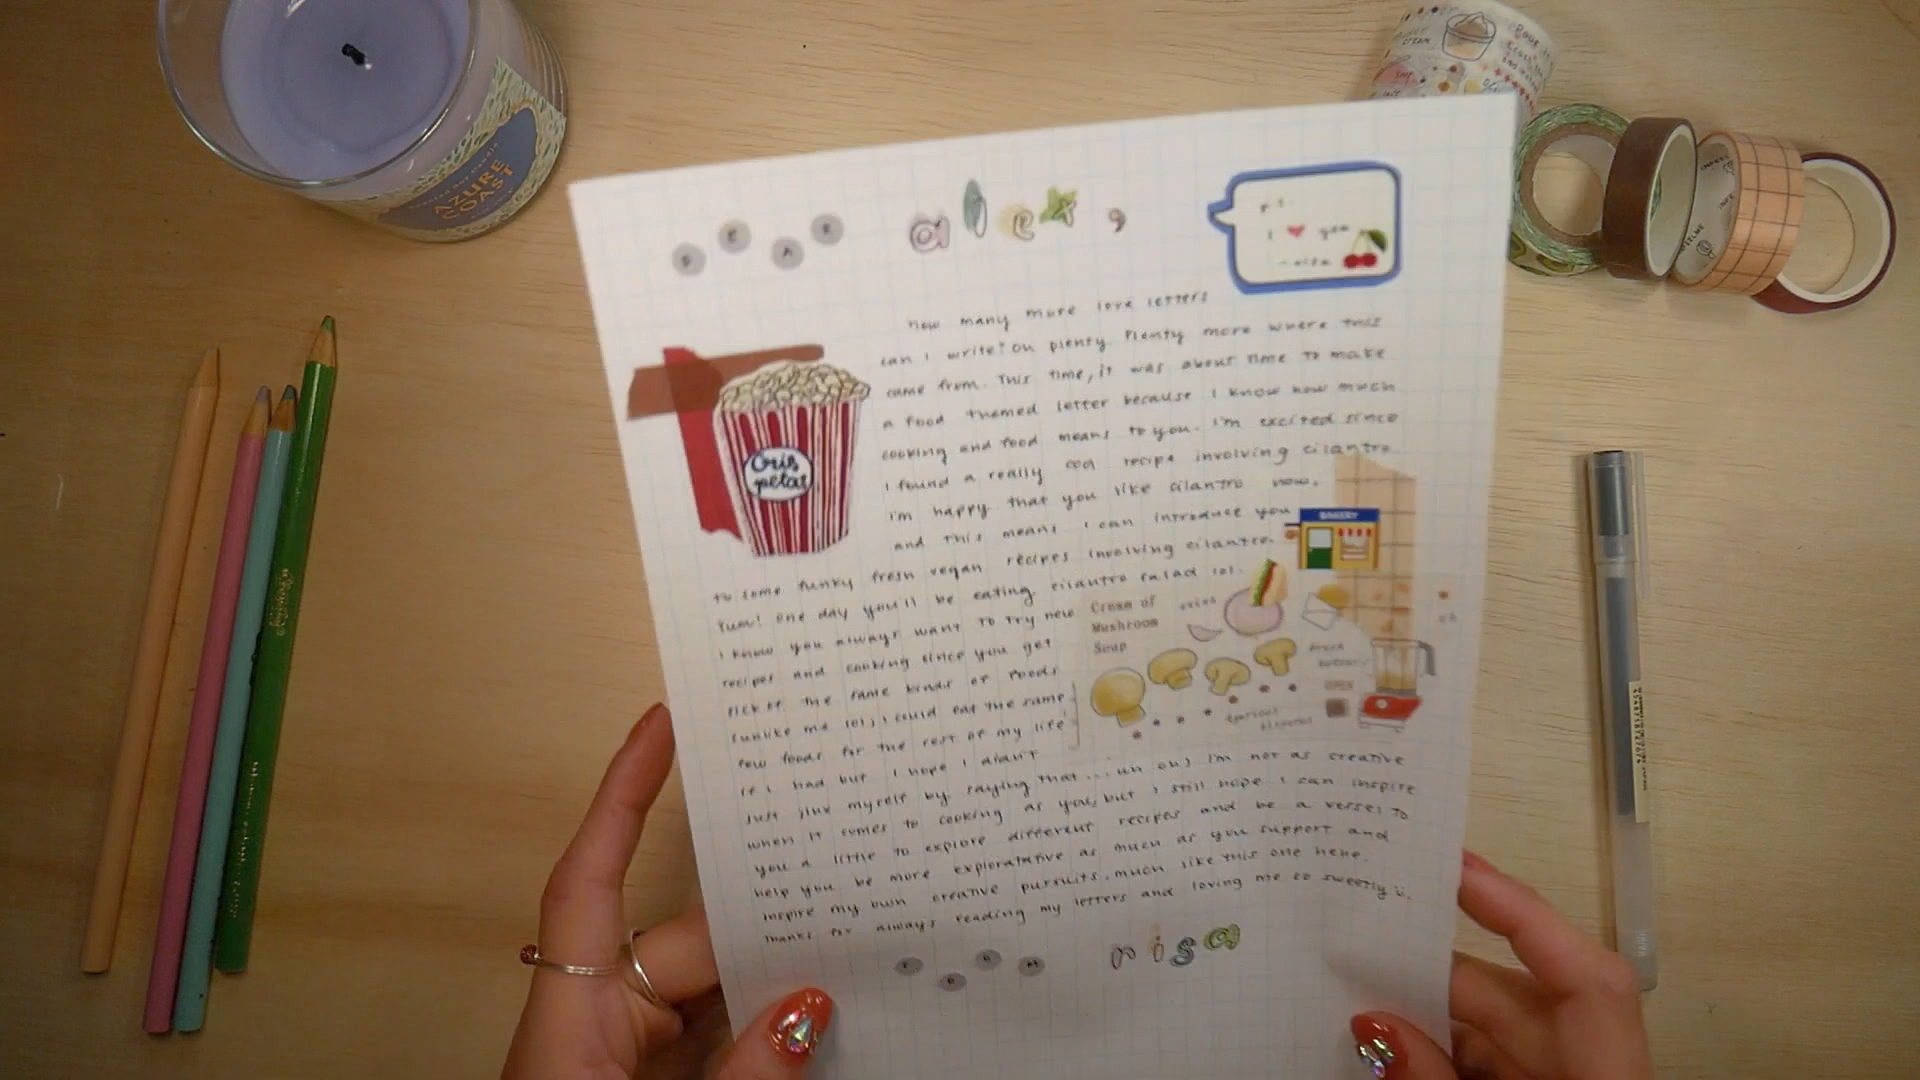 AZURE
COAST
DEAR alex,
P.S.
I ❤ you
-risa
how many more love letters
can i write? Oh plenty. Plenty more where this
came from. This time, it was about time to make
a food themed letter because I know how much
cooking and food means to you. I'm excited since
I found a really cool recipe involving cilantro
I'm happy that you like cilantro now.
and this means I can introduce you
to some funky fresh vegan recipes involving cilantro.
Yum! one day you'll be eating cilantro salad lol.
I know you always want to try new
recipes and cooking since you get
sick of the same kinds of foods
(unlike me lol, i could eat the same
few foods for the rest of my life
if i had but I hope I didn't
just jinx myself by saying that... uh oh) I'm not as creative
when it comes to cooking as you, but I still hope I can inspire
you a little to explore different recipes and be a vessel to
help you be more explorative as much as you support and
inspire my own creative pursuits. much like this one here.
Thanks for always reading my letters and loving me so sweetly
FROM risa
Cris
petas
BAKERY
Cream of
Mushroom
Soup